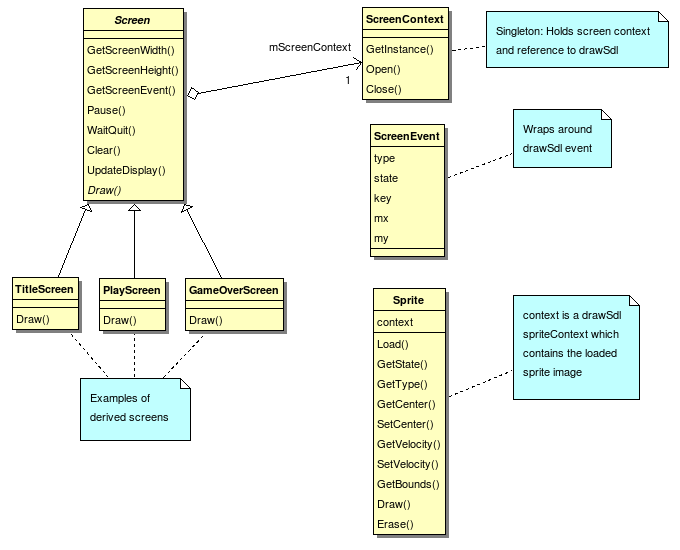 Screen
GetScreenWidth()
GetScreenHeight()
GetScreenEvent()
Pause()
WaitQuit()
Clear()
UpdateDisplay()
Draw()
mScreenContext
1
ScreenContext
GetInstance()
Open()
Close()
Singleton: Holds screen context
and reference to drawSdl
ScreenEvent
type
state
key
mx
my
Wraps around
drawSdl event
TitleScreen
Draw()
PlayScreen
Draw()
GameOverScreen
Draw()
Examples of
derived screens
Sprite
context
Load()
GetState()
GetType()
GetCenter()
SetCenter()
GetVelocity()
SetVelocity()
GetBounds()
Draw()
Erase()
context is a drawSdl
spriteContext which
contains the loaded
sprite image